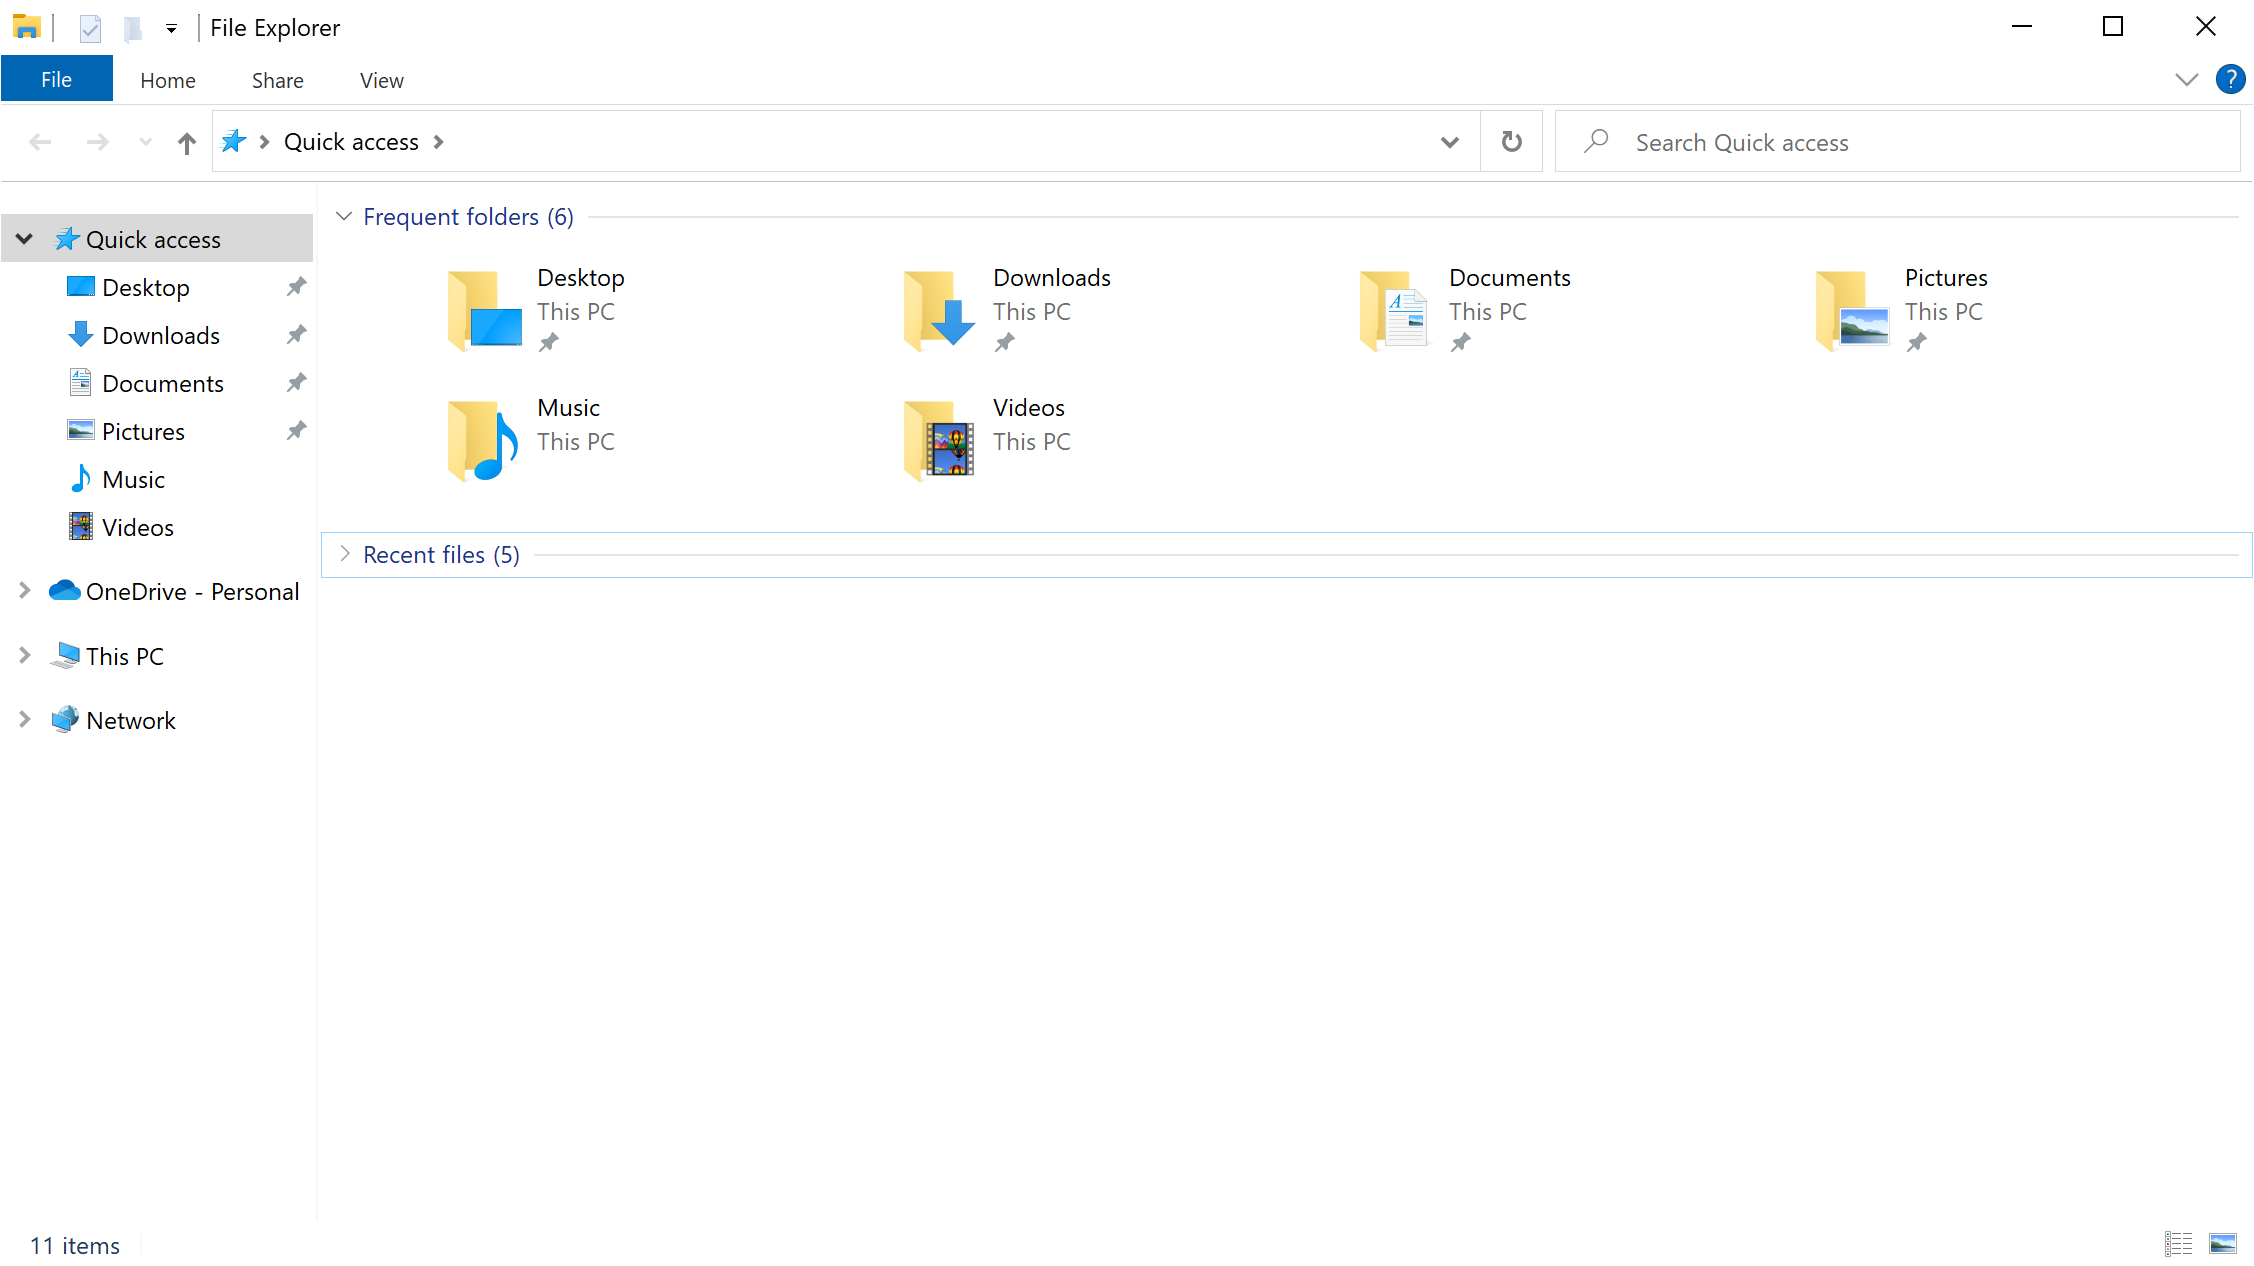 File Explorer
File Home Share View ?
Quick access
Search Quick access
Quick access
Desktop
Downloads
Documents
Pictures
Music
Videos
OneDrive - Personal
This PC
Network
Frequent folders (6)
Desktop
This PC
Downloads
This PC
Documents
This PC
Pictures
This PC
Music
This PC
Videos
This PC
Recent files (5)
11 items